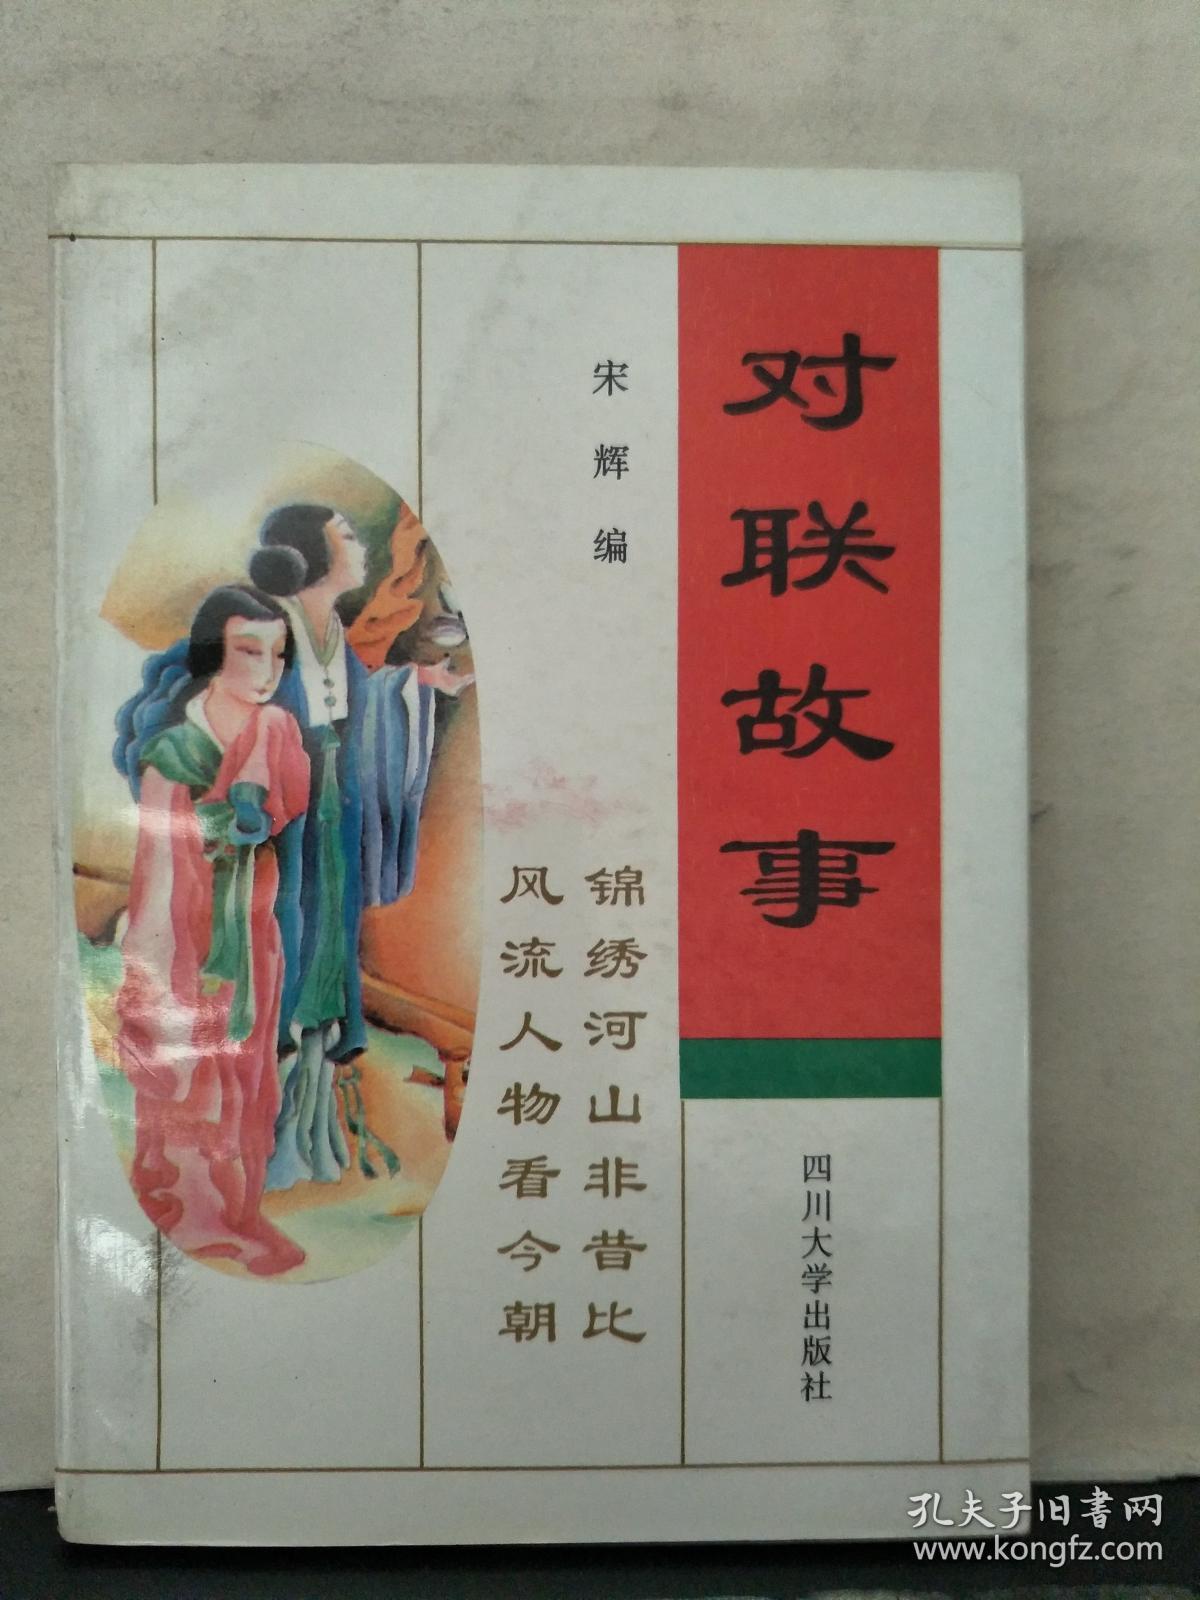 对联故事
宋辉编
锦绣河山非昔比
风流人物看今朝
四川大学出版社
孔夫子旧書网
www.kongfz.com